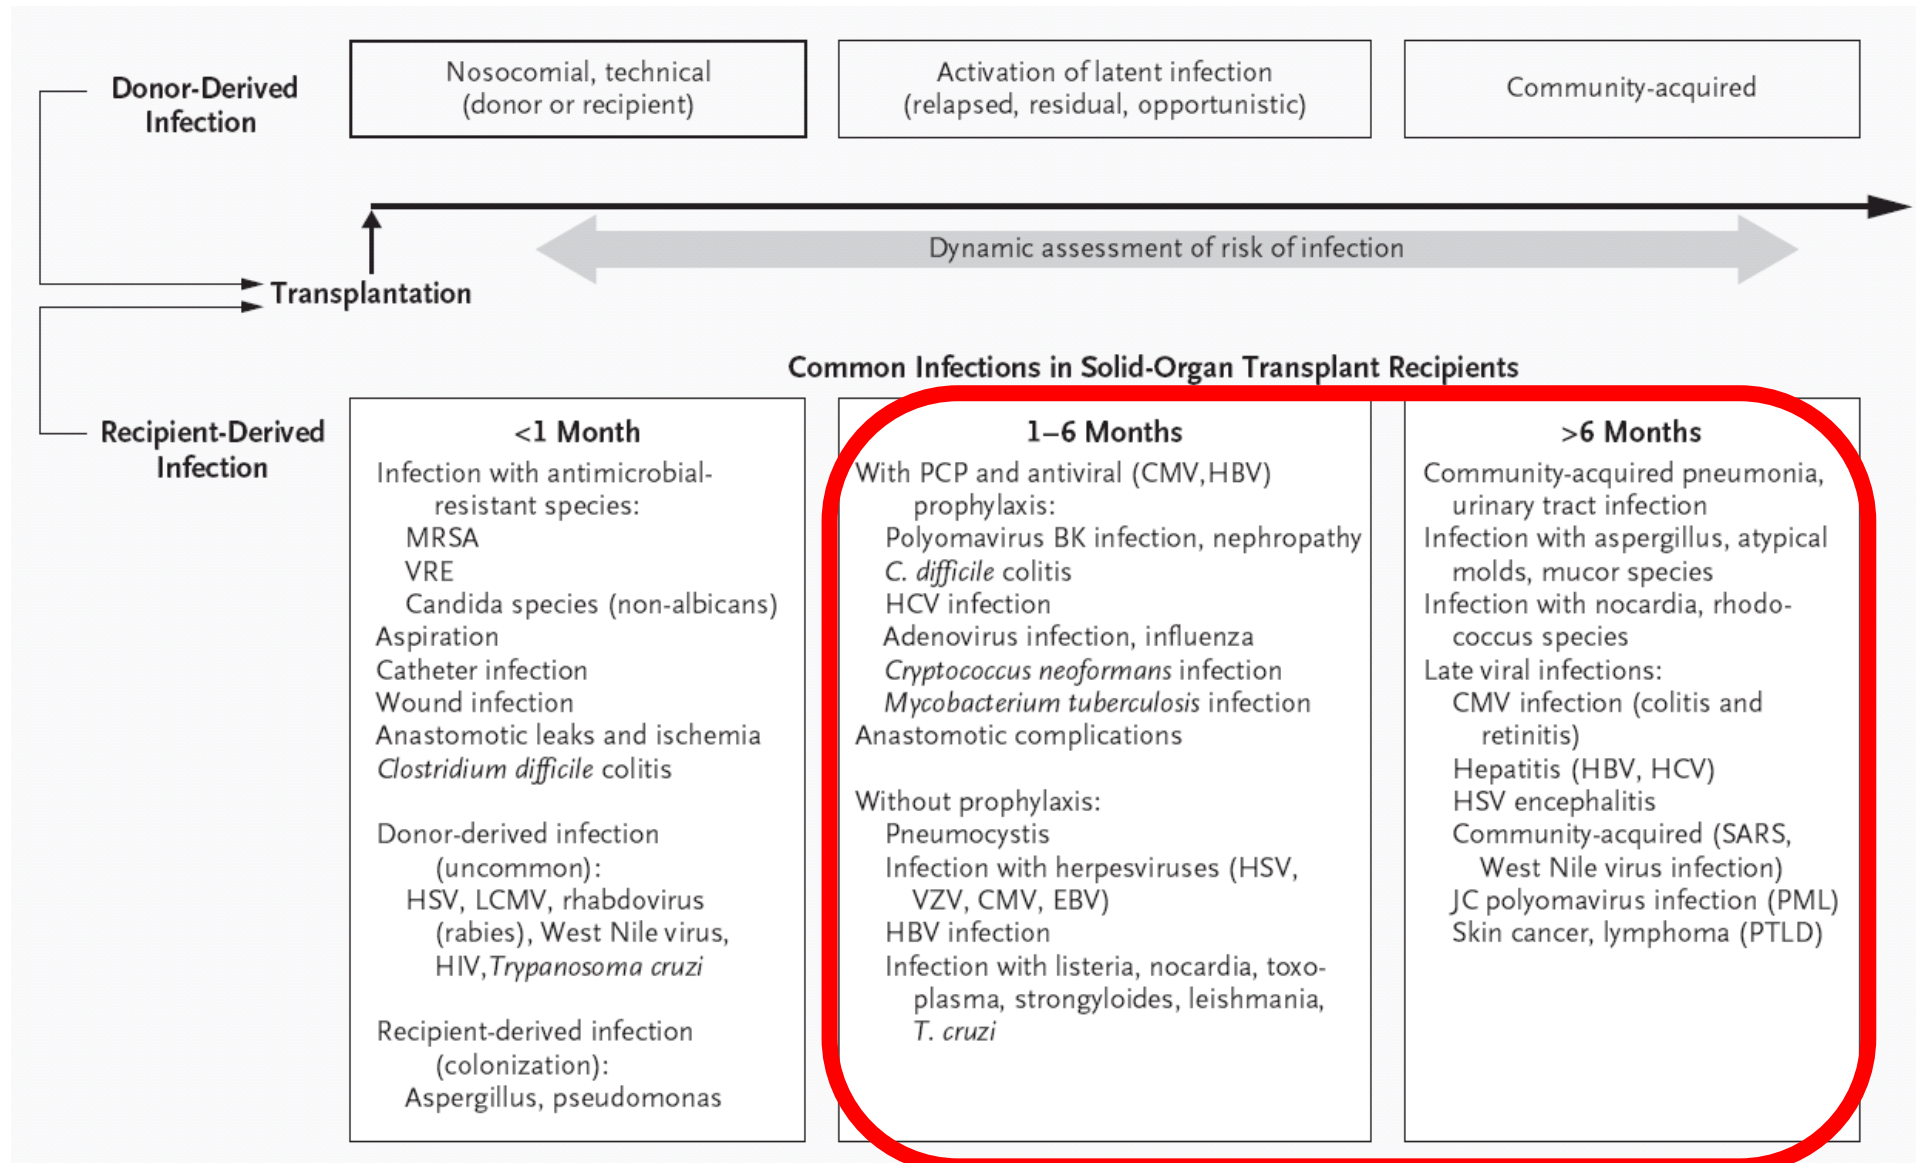 Donor-Derived
Infection
Nosocomial, technical
(donor or recipient)
Activation of latent infection
(relapsed, residual, opportunistic)
Community-acquired
Dynamic assessment of risk of infection
Transplantation
Common Infections in Solid-Organ Transplant Recipients
Recipient-Derived
Infection
<1 Month
Infection with antimicrobial-
resistant species:
MRSA
VRE
Candida species (non-albicans)
Aspiration
Catheter infection
Wound infection
Anastomotic leaks and ischemia
Clostridium difficile colitis
Donor-derived infection
(uncommon):
HSV, LCMV, rhabdovirus
(rabies), West Nile virus,
HIV, Trypanosoma cruzi
Recipient-derived infection
(colonization):
Aspergillus, pseudomonas
1–6 Months
With PCP and antiviral (CMV, HBV)
prophylaxis:
Polyomavirus BK infection, nephropathy
C. difficile colitis
HCV infection
Adenovirus infection, influenza
Cryptococcus neoformans infection
Mycobacterium tuberculosis infection
Anastomotic complications
Without prophylaxis:
Pneumocystis
Infection with herpesviruses (HSV,
VZV, CMV, EBV)
HBV infection
Infection with listeria, nocardia, toxo-
plasma, strongyloides, leishmania,
T. cruzi
>6 Months
Community-acquired pneumonia,
urinary tract infection
Infection with aspergillus, atypical
molds, mucor species
Infection with nocardia, rhodo-
coccus species
Late viral infections:
CMV infection (colitis and
retinitis)
Hepatitis (HBV, HCV)
HSV encephalitis
Community-acquired (SARS,
West Nile virus infection)
JC polyomavirus infection (PML)
Skin cancer, lymphoma (PTLD)